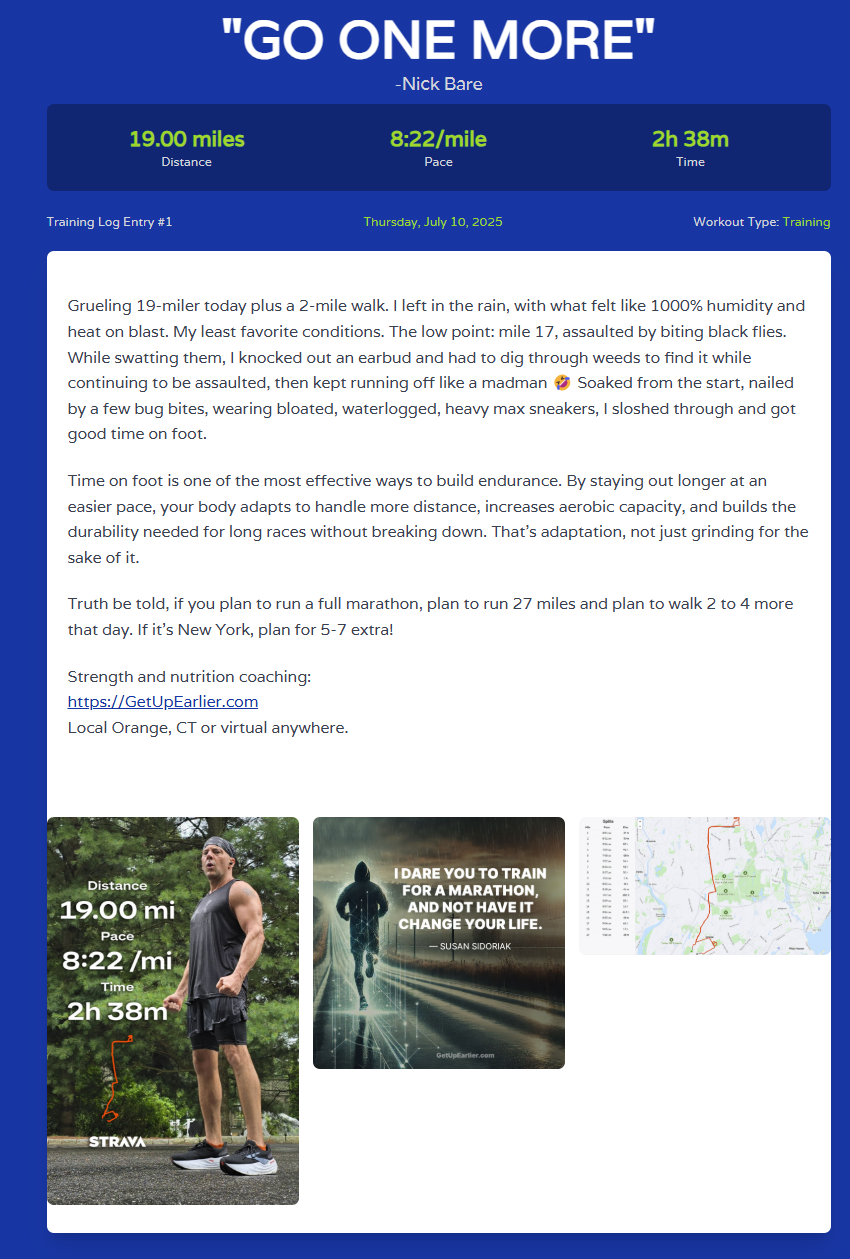 "GO ONE MORE"
-Nick Bare
19.00 miles
Distance
8:22/mile
Pace
2h 38m
Time
Training Log Entry #1
Thursday, July 10, 2025
Workout Type: Training
Grueling 19-miler today plus a 2-mile walk. I left in the rain, with what felt like 1000% humidity and
heat on blast. My least favorite conditions. The low point: mile 17, assaulted by biting black flies.
While swatting them, I knocked out an earbud and had to dig through weeds to find it while
continuing to be assaulted, then kept running off like a madman 🤣 Soaked from the start, nailed
by a few bug bites, wearing bloated, waterlogged, heavy max sneakers, I sloshed through and got
good time on foot.
Time on foot is one of the most effective ways to build endurance. By staying out longer at an
easier pace, your body adapts to handle more distance, increases aerobic capacity, and builds the
durability needed for long races without breaking down. That's adaptation, not just grinding for the
sake of it.
Truth be told, if you plan to run a full marathon, plan to run 27 miles and plan to walk 2 to 4 more
that day. If it's New York, plan for 5-7 extra!
Strength and nutrition coaching:
https://GetUpEarlier.com
Local Orange, CT or virtual anywhere.
Distance
19.00 mi
Pace
8:22 /mi
Time
2h 38m
STRAVA
I DARE YOU TO TRAIN
FOR A MARATHON,
AND NOT HAVE IT
CHANGE YOUR LIFE.
— SUSAN SIDORIAK
GetUpEarlier.com
Splits